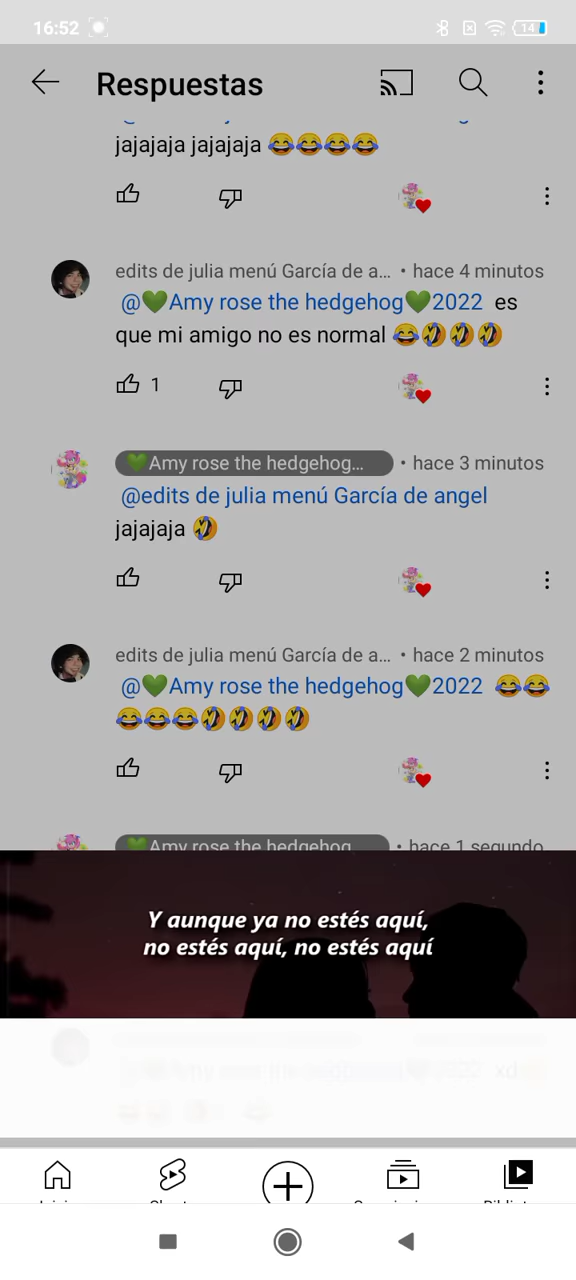 16:52
14
Respuestas
jajajaja jajajaja 😂😂😂😂
edits de julia menú García de a... • hace 4 minutos
@💚Amy rose the hedgehog💚2022 es
que mi amigo no es normal 😂🤣🤣🤣
1
💚Amy rose the hedgehog... • hace 3 minutos
@edits de julia menú García de angel
jajajaja 🤣
edits de julia menú García de a... • hace 2 minutos
@💚Amy rose the hedgehog💚2022 😂😂
😂😂😂🤣🤣🤣🤣
💚Amy rose the hedgehog... • hace 1 segundo
Y aunque ya no estés aquí,
no estés aquí, no estés aquí